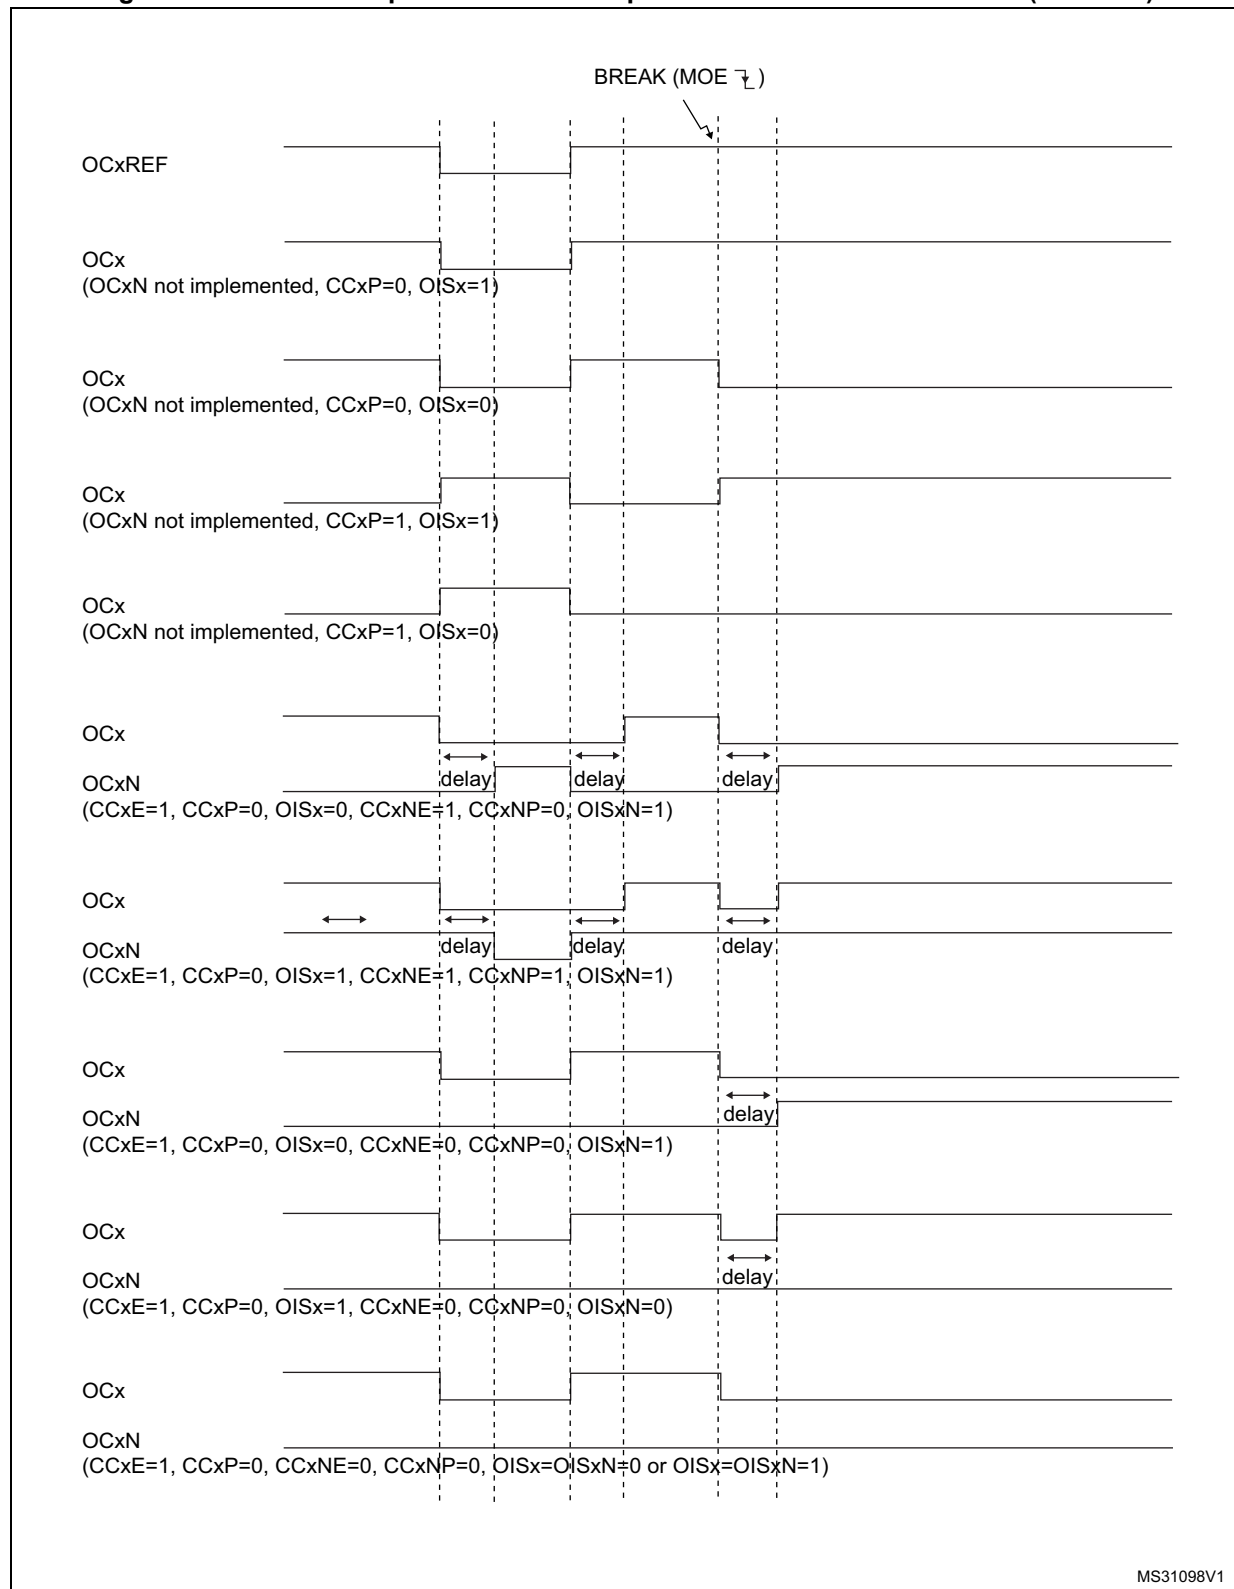 BREAK (MOE )
OCxREF
OCx
(OCxN not implemented, CCxP=0, OISx=1)
OCx
(OCxN not implemented, CCxP=0, OISx=0)
OCx
(OCxN not implemented, CCxP=1, OISx=1)
OCx
(OCxN not implemented, CCxP=1, OISx=0)
OCx
delay delay delay
OCxN
(CCxE=1, CCxP=0, OISx=0, CCxNE=1, CCxNP=0, OISxN=1)
OCx
delay delay delay
OCxN
(CCxE=1, CCxP=0, OISx=1, CCxNE=1, CCxNP=1, OISxN=1)
OCx
delay
OCxN
(CCxE=1, CCxP=0, OISx=0, CCxNE=0, CCxNP=0, OISxN=1)
OCx
delay
OCxN
(CCxE=1, CCxP=0, OISx=1, CCxNE=0, CCxNP=0, OISxN=0)
OCx
OCxN
(CCxE=1, CCxP=0, CCxNE=0, CCxNP=0, OISx=OISxN=0 or OISx=OISxN=1)
MS31098V1